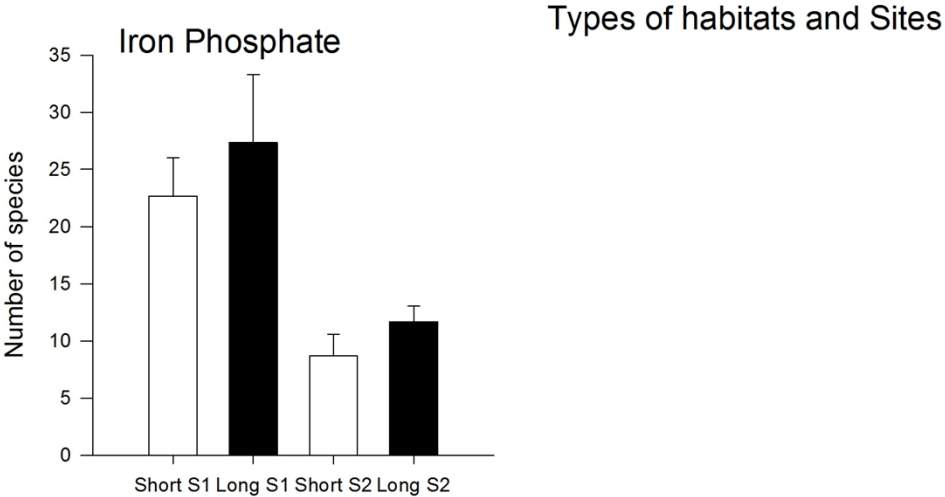 Types of habitats and Sites
Iron Phosphate
Number of species
35
30
25
20
15
10
5
0
Short S1 Long S1 Short S2 Long S2